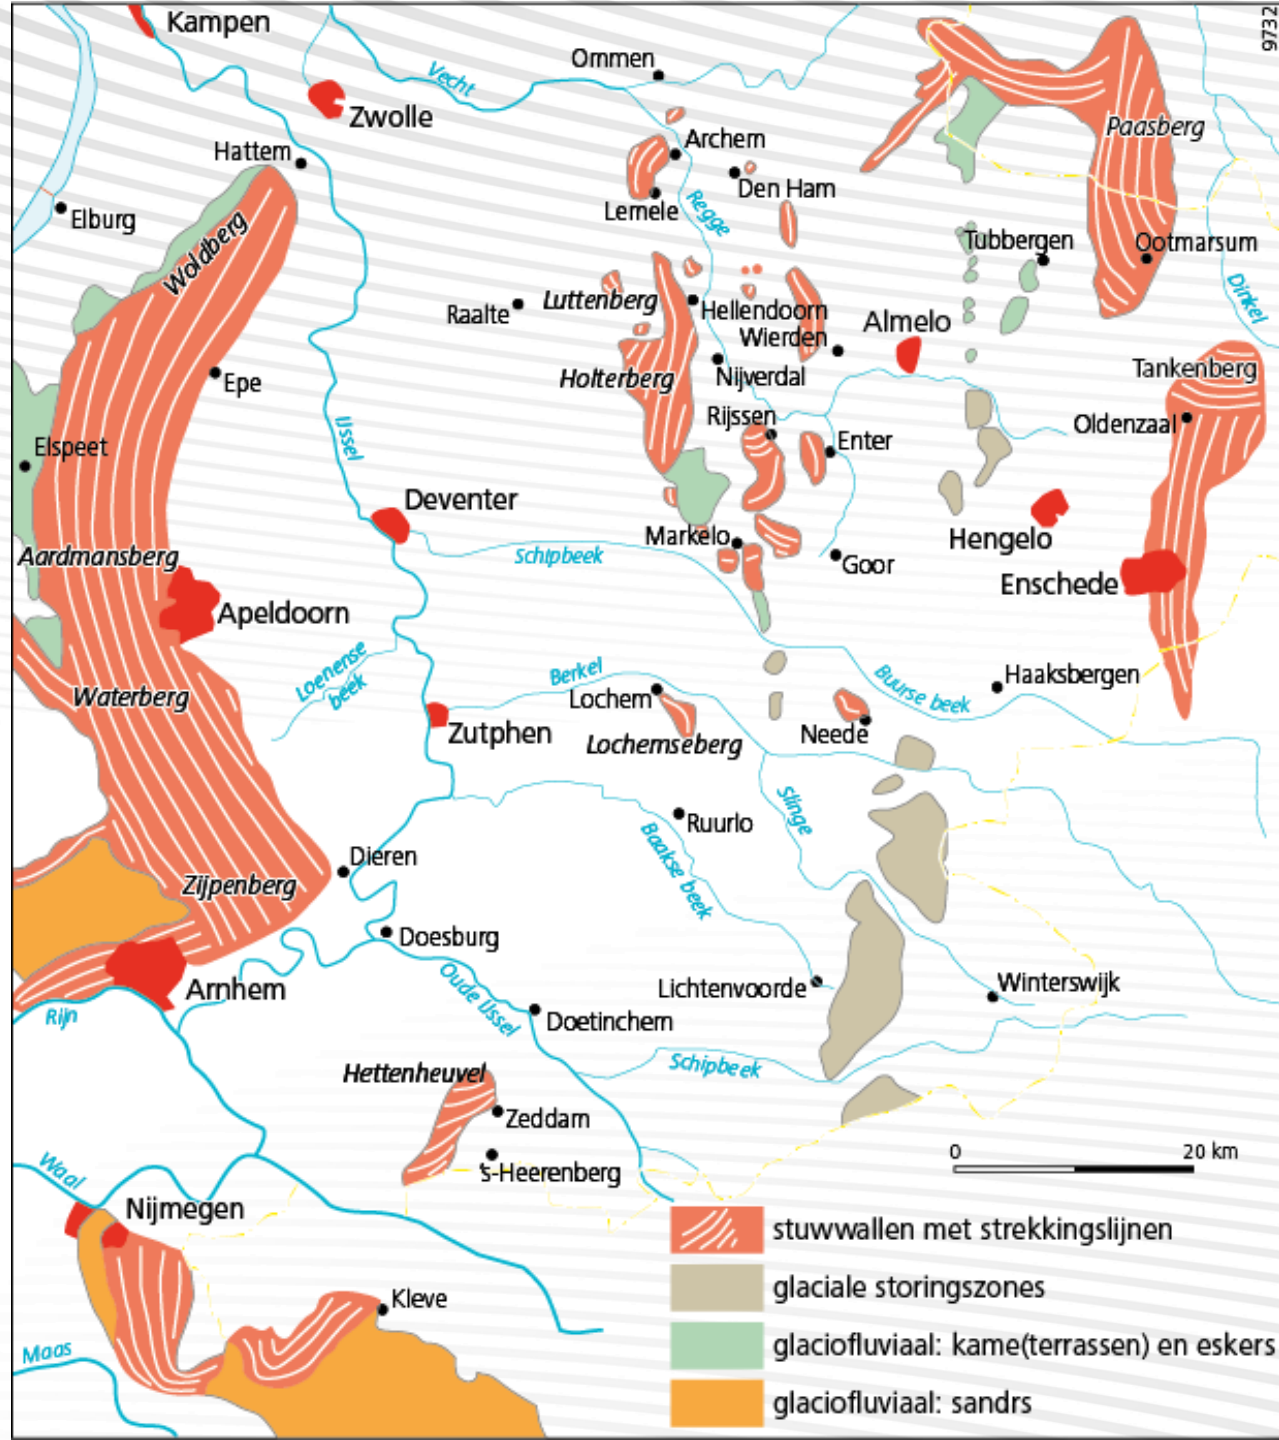 9732
Kampen
Ommen
Vecht
Zwolle
Archem
Paasberg
Hattem
Den Ham
Elburg
Lemele
Regge
Woldberg
Tubbergen
Ootmarsum
Luttenberg
Raalte
Hellendoorn
Dinkel
Wierden
Almelo
Epe
Holterberg
Nijverdal
Tankenberg
Rijssen
Oldenzaal
Elspeet
IJssel
Enter
Deventer
Markelo
Hengelo
Aardmansberg
Schipbeek
Goor
Enschede
Apeldoorn
Loenense
beek
Berkel
Haaksbergen
Waterberg
Lochem
Buurse beek
Zutphen
Lochemseberg
Neede
Slinge
Ruurlo
Dieren
Baakse beek
Zijpenberg
Doesburg
Arnhem
Oude IJssel
Lichtenvoorde
Winterswijk
Rijn
Doetinchem
Schipbeek
Hettenheuvel
Zeddam
0 20 km
Waal
's-Heerenberg
Nijmegen
stuwwallen met strekkingslijnen
glaciale storingszones
Kleve
glaciofluviaal: kame(terrassen) en eskers
Maas
glaciofluviaal: sandrs